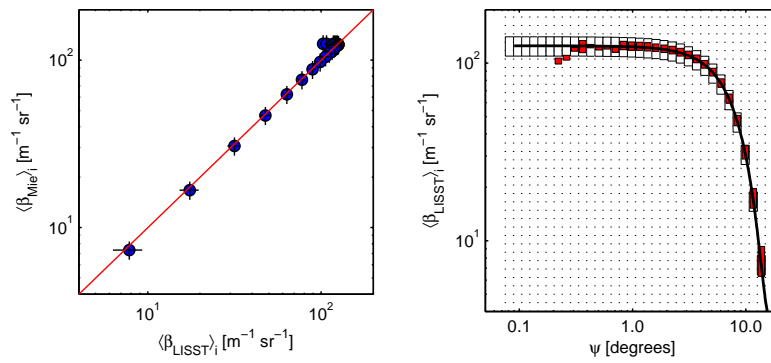 10²
10¹
⟨β_Mie⟩_i [m⁻¹ sr⁻¹]
10¹
10²
⟨β_LISST⟩_i [m⁻¹ sr⁻¹]
10²
10¹
⟨β_LISST⟩_i [m⁻¹ sr⁻¹]
0.1
1.0
10.0
ψ [degrees]